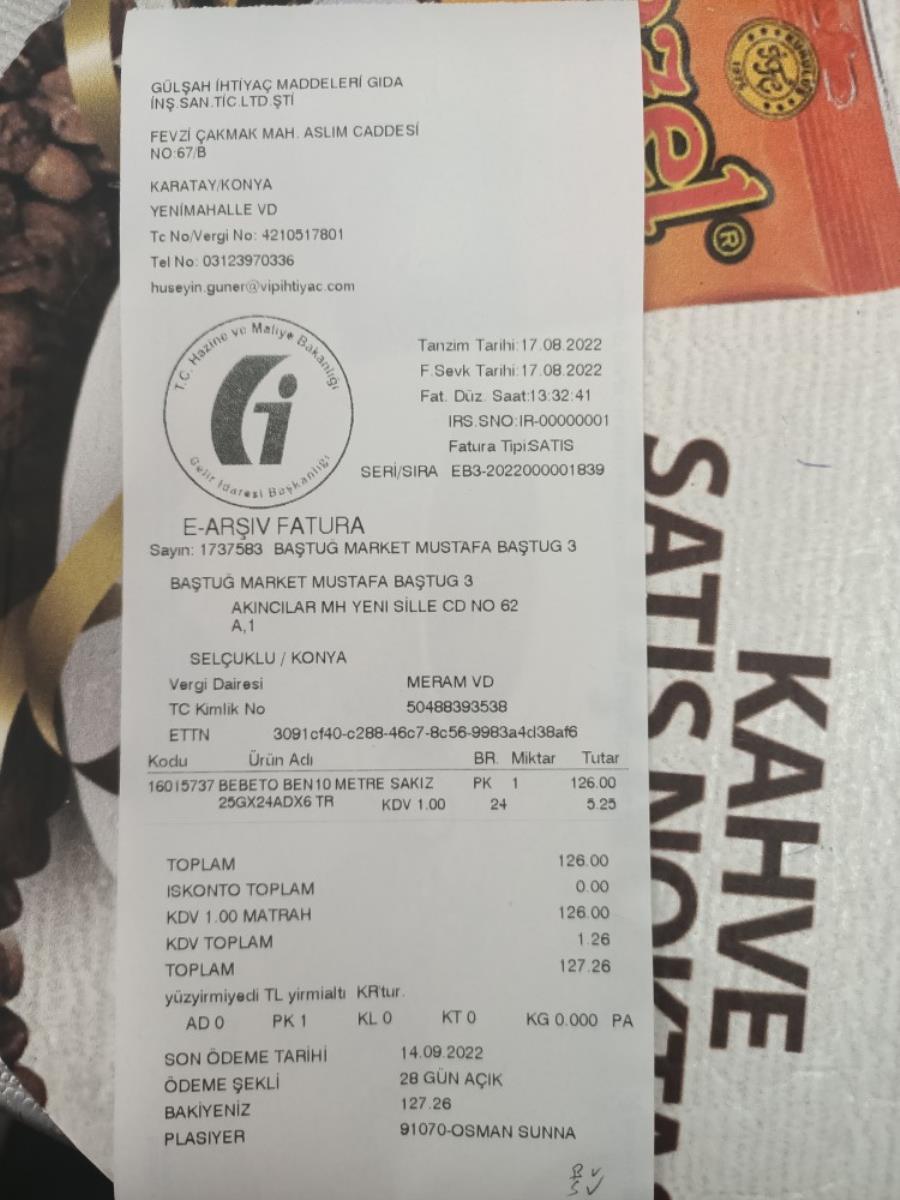 GÜLŞAH İHTİYAÇ MADDELERİ GIDA
İNŞ.SAN.TİC.LTD.ŞTİ
FEVZİ ÇAKMAK MAH. ASLIM CADDESİ
NO:67/B
KARATAY/KONYA
YENİMAHALLE VD
Tc No/Vergi No: 4210517801
Tel No: 03123970336
huseyin.guner@vipihtiyac.com
T.C. Hazine ve Maliye Bakanlığı
Gelir İdaresi Başkanlığı
Tanzim Tarihi:17.08.2022
F.Sevk Tarihi:17.08.2022
Fat. Düz. Saat:13:32:41
IRS.SNO:IR-00000001
Fatura Tipi:SATIS
SERİ/SIRA EB3-2022000001839
E-ARŞIV FATURA
Sayın: 1737583 BAŞTUĞ MARKET MUSTAFA BAŞTUG 3
BAŞTUĞ MARKET MUSTAFA BAŞTUG 3
AKINCILAR MH YENI SİLLE CD NO 62
A,1
SELÇUKLU / KONYA
Vergi Dairesi MERAM VD
TC Kimlik No 50488393538
ETTN 3091cf40-c288-46c7-8c56-9983a4d38af6
Kodu Ürün Adı BR. Miktar Tutar
16015737 BEBETO BEN10 METRE SAKIZ PK 1 126.00
25GX24ADX6 TR KDV 1.00 24 5.25
TOPLAM 126.00
ISKONTO TOPLAM 0.00
KDV 1.00 MATRAH 126.00
KDV TOPLAM 1.26
TOPLAM 127.26
yüzyirmiyedi TL yirmialtı KR'tur.
AD 0 PK 1 KL 0 KT 0 KG 0.000 PA
SON ÖDEME TARİHİ 14.09.2022
ÖDEME ŞEKLİ 28 GÜN AÇIK
BAKİYENİZ 127.26
PLASIYER 91070-OSMAN SUNNA
zel®
KAHVE
SATIŞ NOKTA